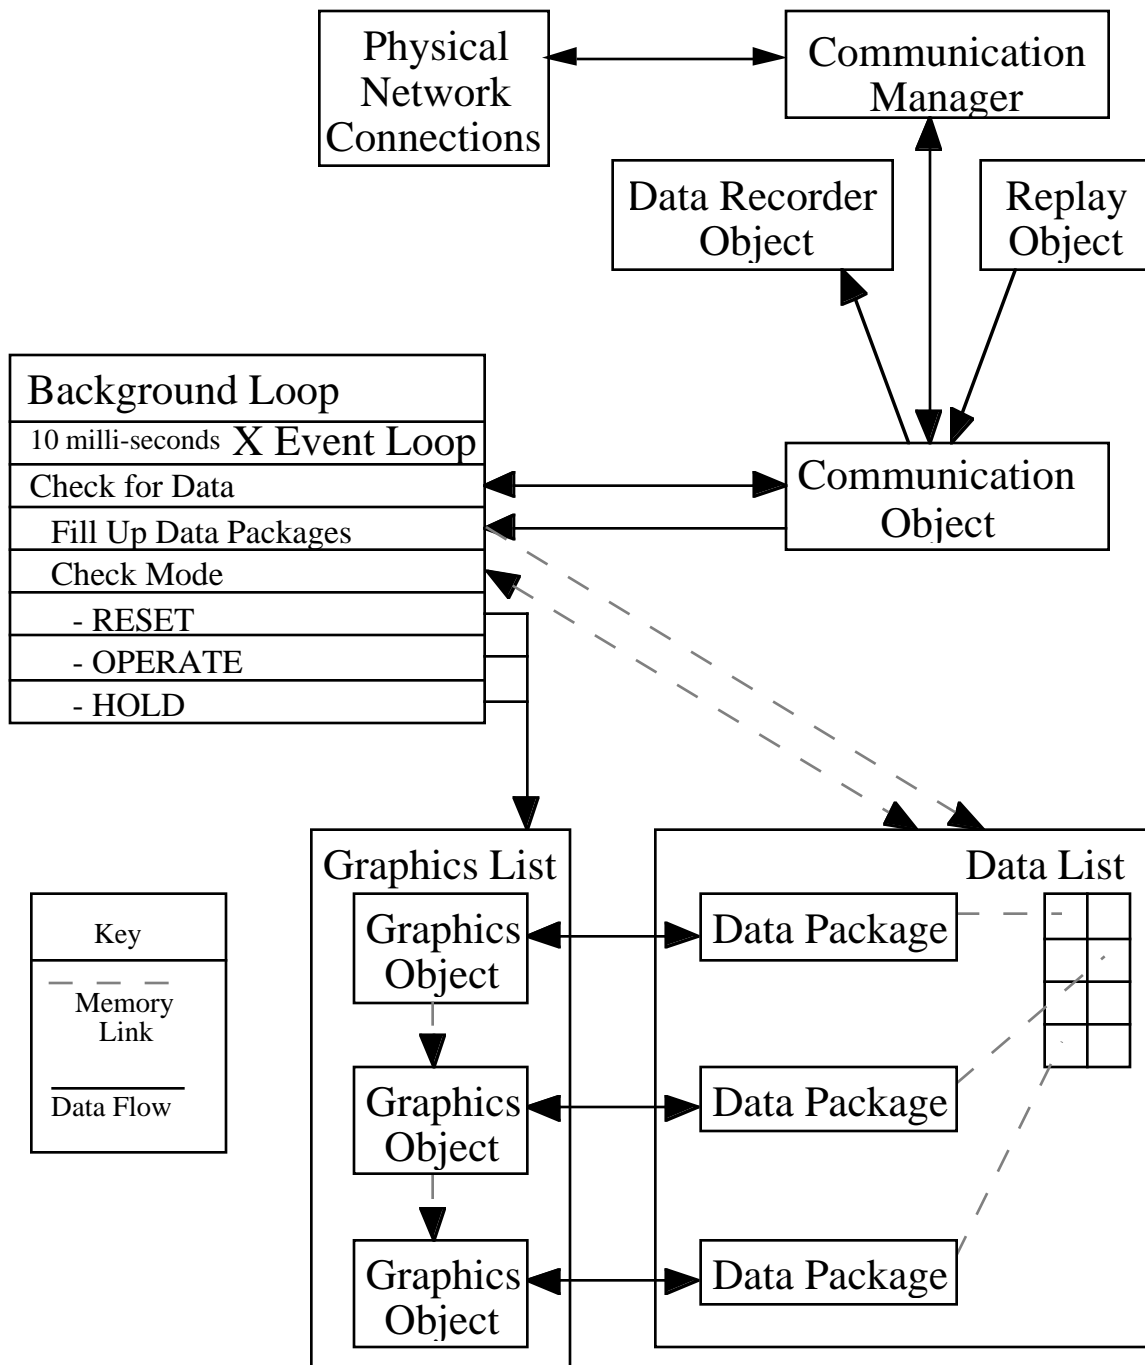 Physical
Network
Connections
Communication
Manager
Data Recorder
Object
Replay
Object
Background Loop
10 milli-seconds X Event Loop
Check for Data
Fill Up Data Packages
Check Mode
- RESET
- OPERATE
- HOLD
Communication
Object
Graphics List
Graphics
Object
Graphics
Object
Graphics
Object
Data List
Data Package
Data Package
Data Package
Key
Memory
Link
Data Flow